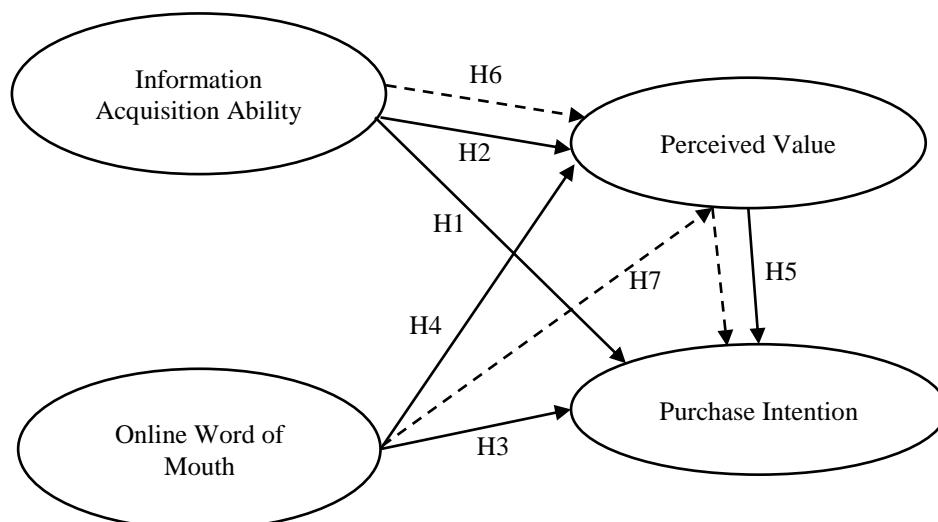 Information
Acquisition Ability
H6
H2
Perceived Value
H1
H7
H5
H4
Online Word of
Mouth
H3
Purchase Intention